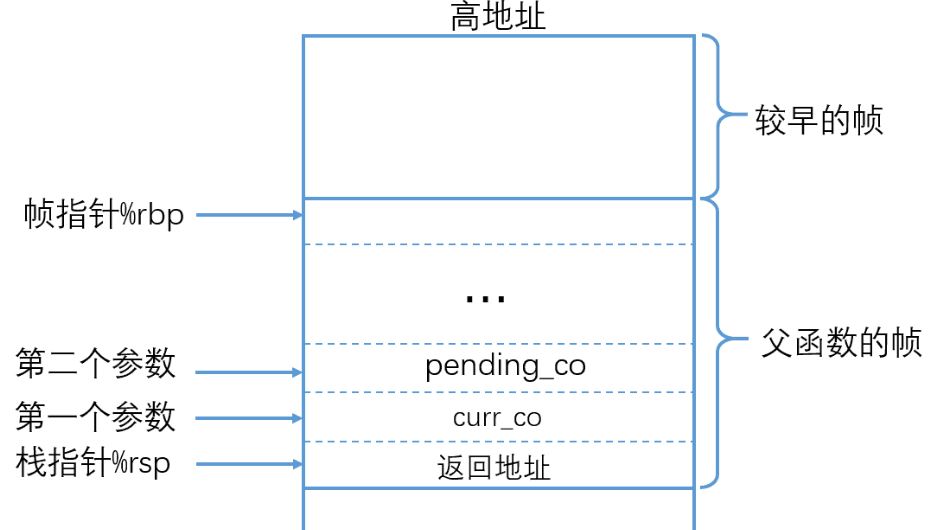 高地址
较早的帧
帧指针%rbp
...
父函数的帧
第二个参数
pending_co
第一个参数
curr_co
栈指针%rsp
返回地址